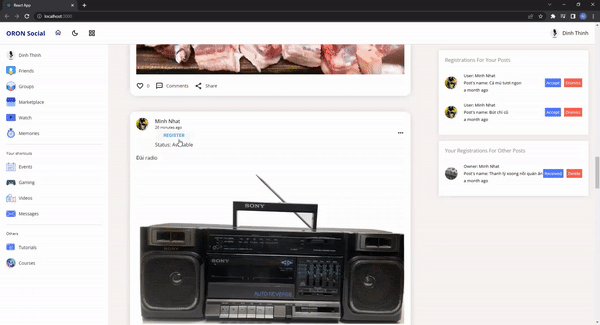 React App
localhost:3000
ORON Social
Dinh Thinh
Dinh Thinh
Friends
Groups
Marketplace
Watch
Memories
Your shortcuts
Events
Gaming
Videos
Messages
Others
Tutorials
Courses
0
Comments
Share
Minh Nhat
28 minutes ago
REGISTER
Status: Available
Đài radio
SONY
SONY
Registrations For Your Posts
User: Minh Nhat
Post's name: Cá mú tươi ngon
a month ago
Accept
Dismiss
User: Minh Nhat
Post's name: Bút chì cũ
a month ago
Accept
Dismiss
Your Registrations For Other Posts
Owner: Minh Nhat
Post's name: Thanh lý xoong nồi quán ăn
a month ago
Received
Delete